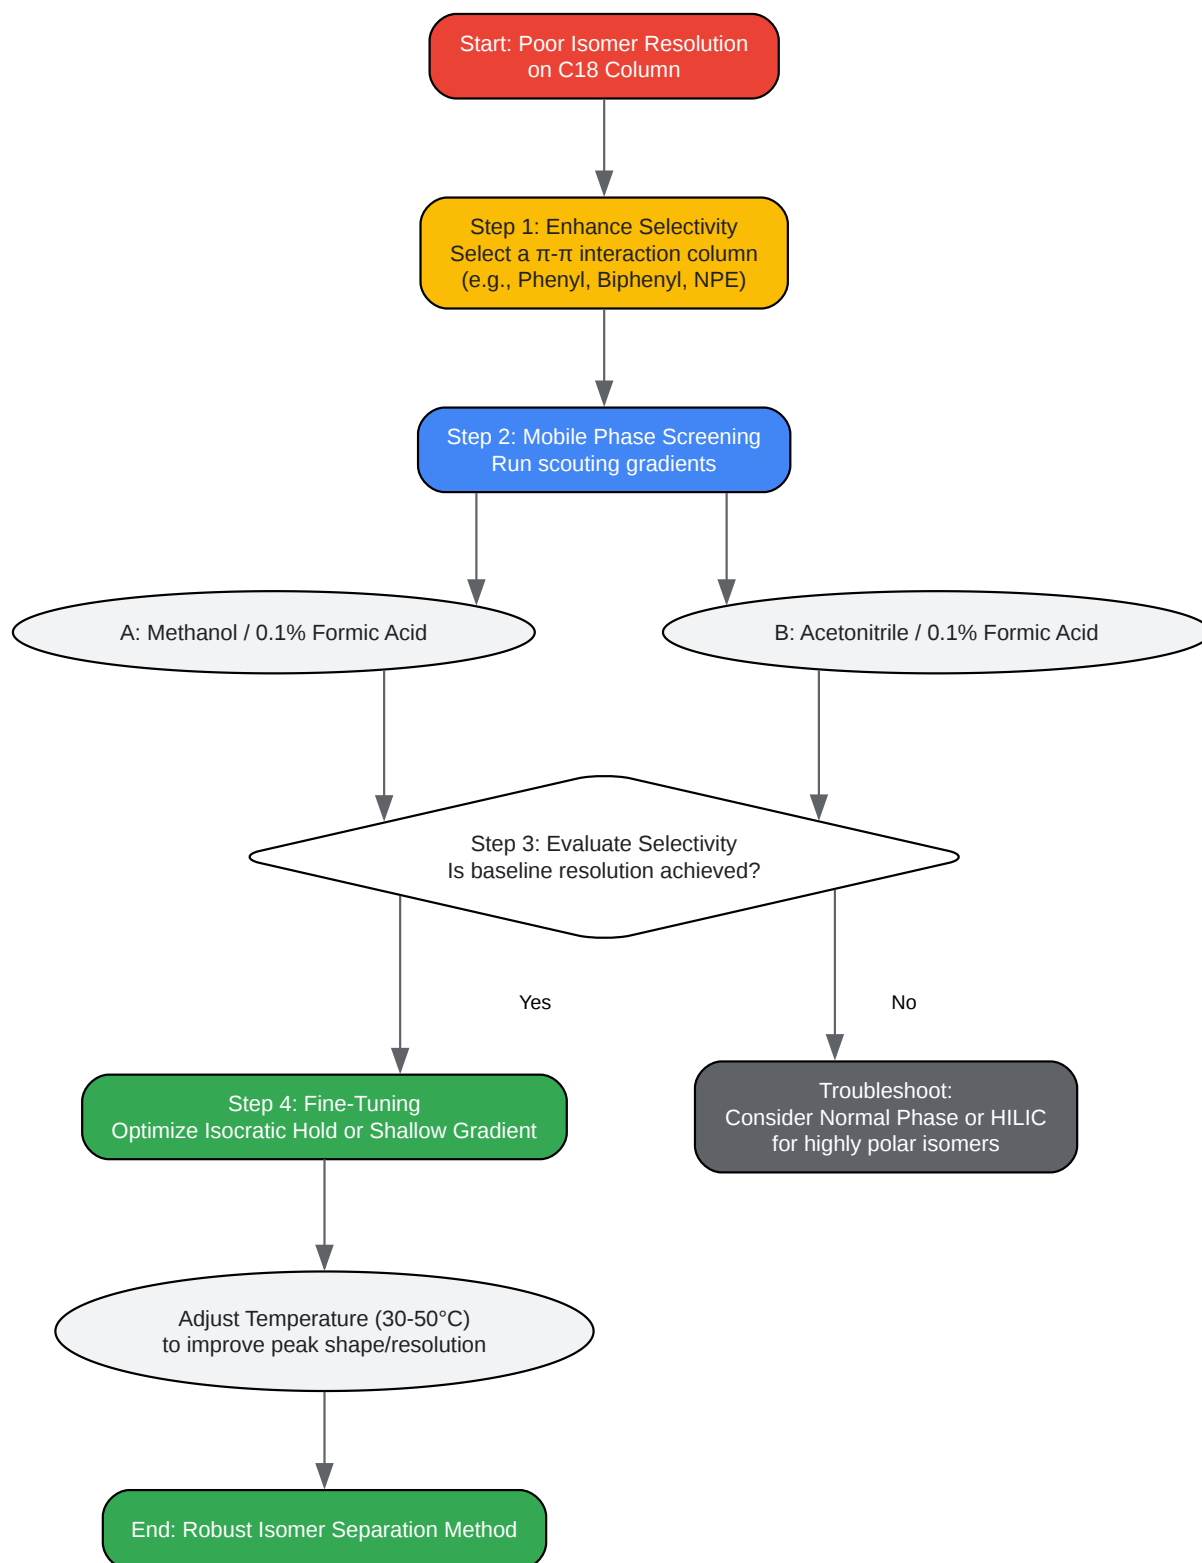 Start: Poor Isomer Resolution
on C18 Column
Step 1: Enhance Selectivity
Select a π-π interaction column
(e.g., Phenyl, Biphenyl, NPE)
Step 2: Mobile Phase Screening
Run scouting gradients
A: Methanol / 0.1% Formic Acid
B: Acetonitrile / 0.1% Formic Acid
Step 3: Evaluate Selectivity
Is baseline resolution achieved?
Yes
No
Step 4: Fine-Tuning
Optimize Isocratic Hold or Shallow Gradient
Troubleshoot:
Consider Normal Phase or HILIC
for highly polar isomers
Adjust Temperature (30-50°C)
to improve peak shape/resolution
End: Robust Isomer Separation Method